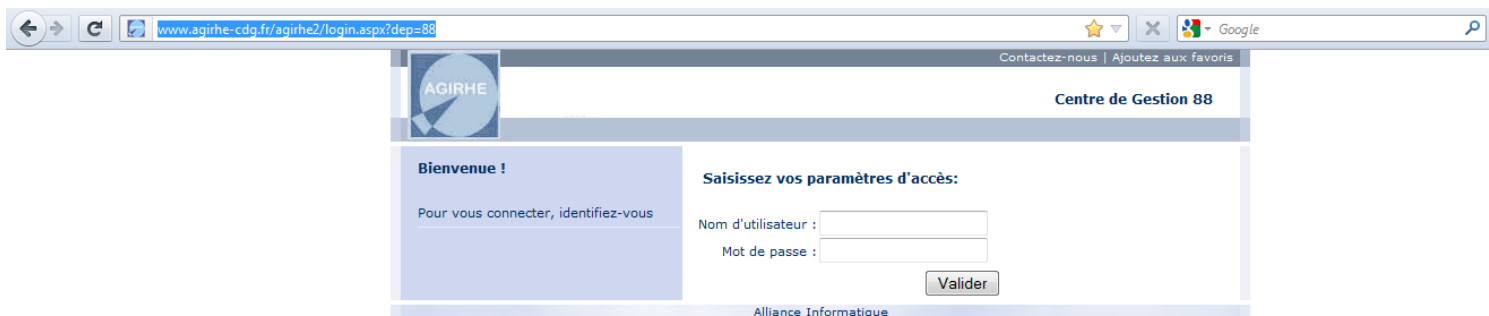 www.agirhe-cdg.fr/agirhe2/login.aspx?dep=88
Google
Contactez-nous | Ajoutez aux favoris
AGIRHE
Centre de Gestion 88
Bienvenue !
Pour vous connecter, identifiez-vous
Saisissez vos paramètres d'accès:
Nom d'utilisateur :
Mot de passe :
Valider
Alliance Informatique